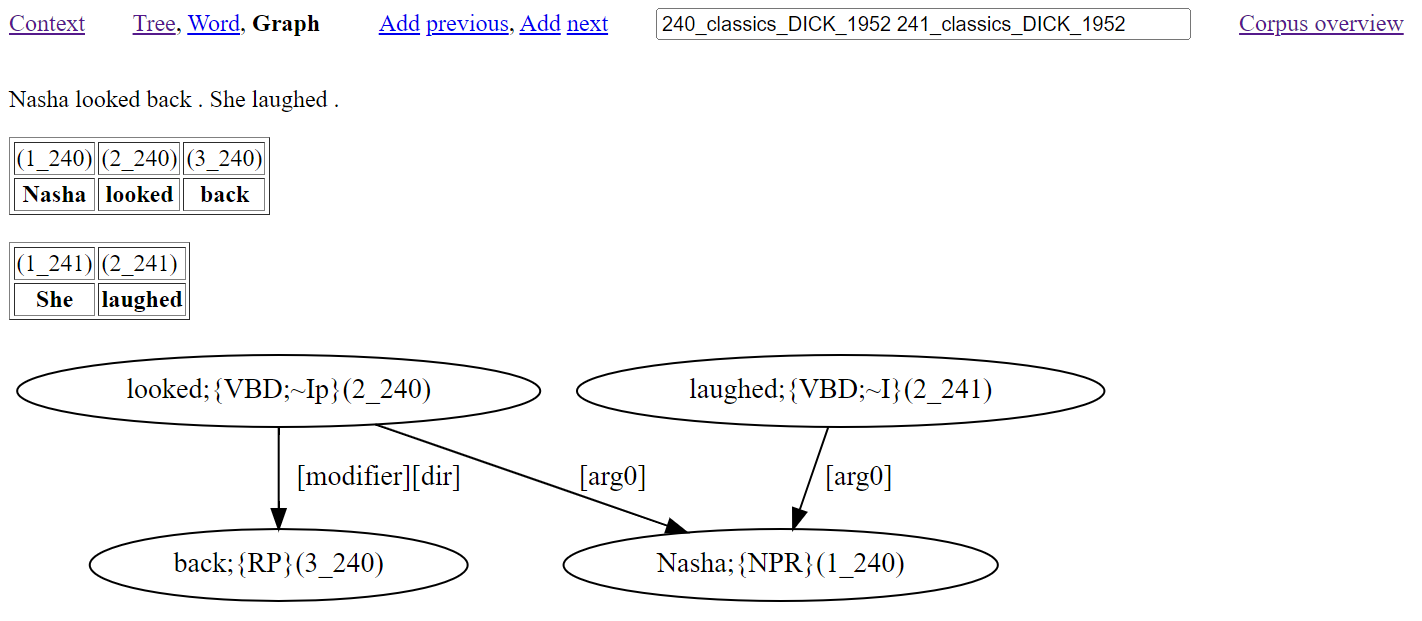 Context Tree, Word, Graph Add previous, Add next 240_classics_DICK_1952 241_classics_DICK_1952 Corpus overview
Nasha looked back . She laughed .
(1_240) (2_240) (3_240)
Nasha looked back
(1_241) (2_241)
She laughed
looked;{VBD;~Ip}(2_240) laughed;{VBD;~I}(2_241)
[modifier][dir] [arg0] [arg0]
back;{RP}(3_240) Nasha;{NPR}(1_240)